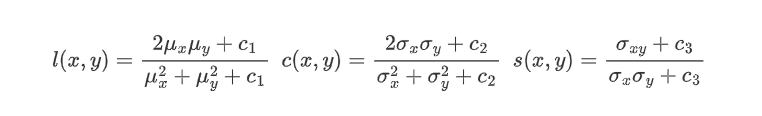 l(x, y) = \frac{2\mu_x\mu_y + c_1}{\mu_x^2 + \mu_y^2 + c_1} c(x, y) = \frac{2\sigma_x\sigma_y + c_2}{\sigma_x^2 + \sigma_y^2 + c_2} s(x, y) = \frac{\sigma_{xy} + c_3}{\sigma_x\sigma_y + c_3}